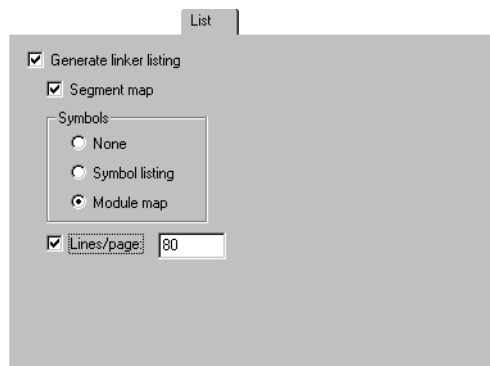 List
Generate linker listing
Segment map
Symbols
None
Symbol listing
Module map
Lines/page: 80